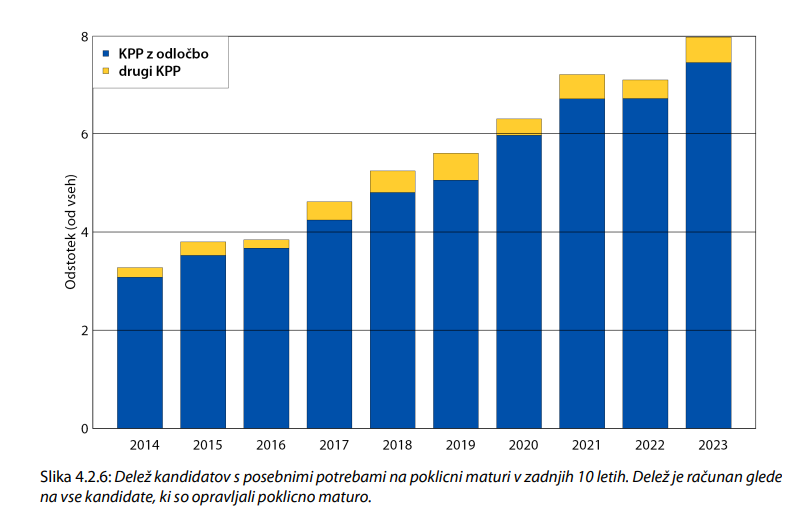 8
KPP z odločbo
drugi KPP
6
4
2
0
Odstotek (od vseh)
2014 2015 2016 2017 2018 2019 2020 2021 2022 2023
Slika 4.2.6: Delež kandidatov s posebnimi potrebami na poklicni maturi v zadnjih 10 letih. Delež je računan glede
na vse kandidate, ki so opravljali poklicno maturo.